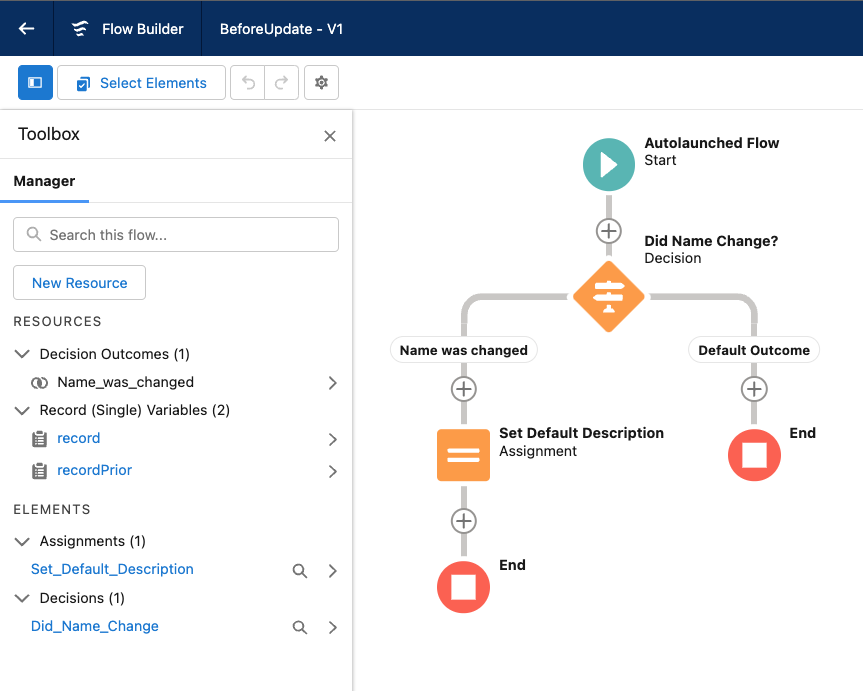 Flow Builder
BeforeUpdate - V1
Select Elements
Toolbox
Manager
Search this flow...
New Resource
RESOURCES
Decision Outcomes (1)
Name_was_changed
Record (Single) Variables (2)
record
recordPrior
ELEMENTS
Assignments (1)
Set_Default_Description
Decisions (1)
Did_Name_Change
Autolaunched Flow
Start
Did Name Change?
Decision
Name was changed
Default Outcome
Set Default Description
Assignment
End
End